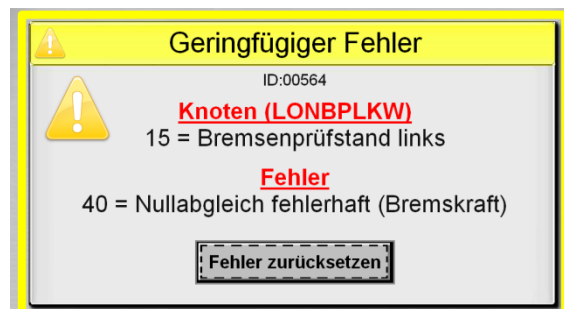 Geringfügiger Fehler
ID:00564
Knoten (LONBPLKW)
15 = Bremsenprüfstand links
Fehler
40 = Nullabgleich fehlerhaft (Bremskraft)
Fehler zurücksetzen